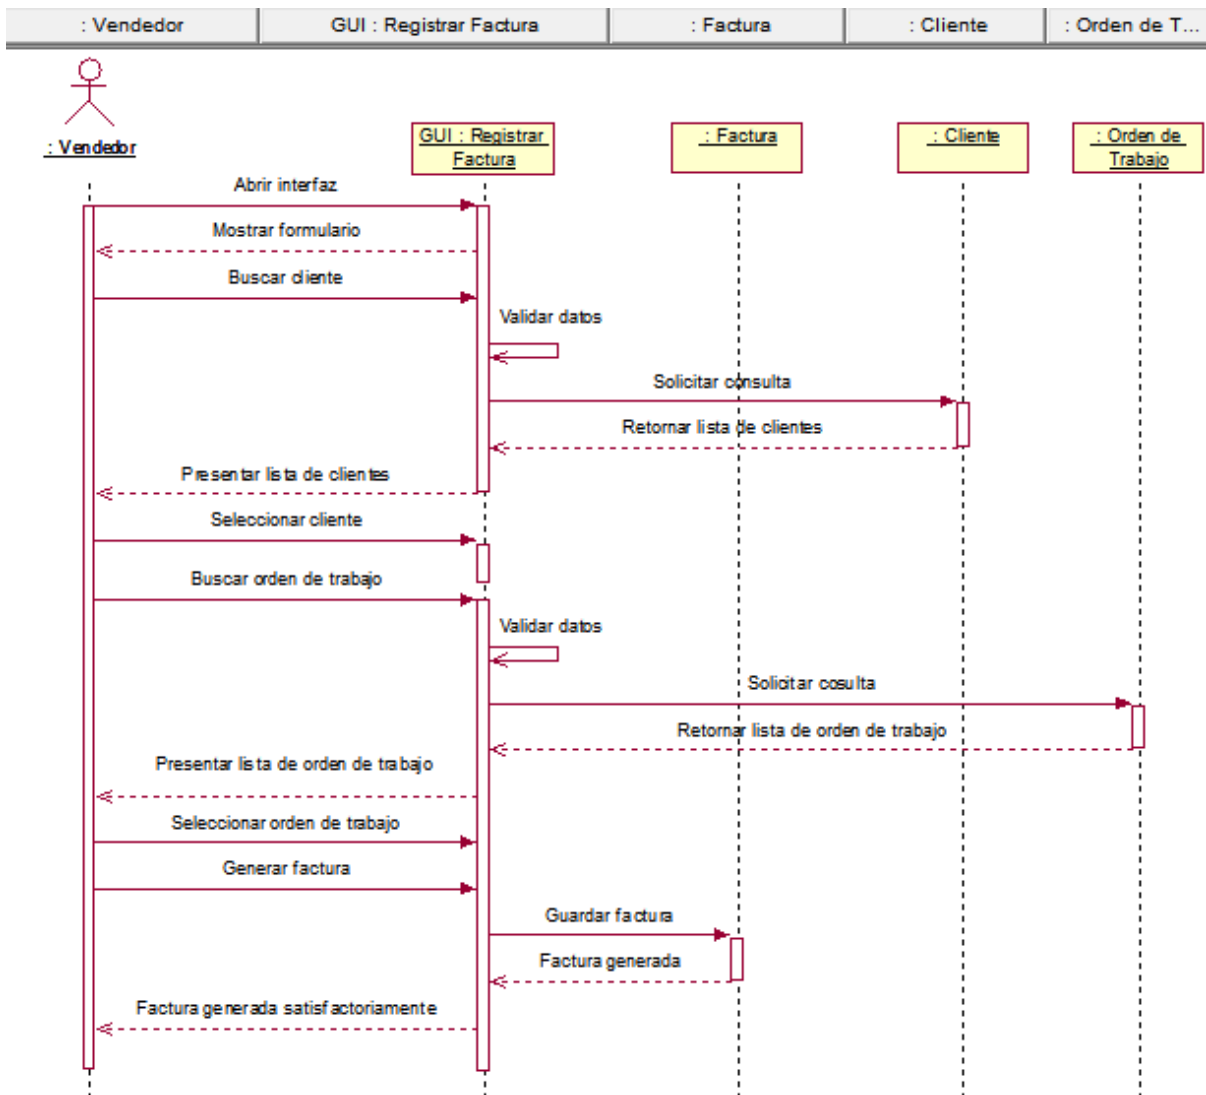 : Vendedor
GUI : Registrar Factura
: Factura
: Cliente
: Orden de T...
: Vendedor
GUI : Registrar
Factura
: Factura
: Cliente
: Orden de
Trabajo
Abrir interfaz
Mostrar formulario
Buscar cliente
Validar datos
Solicitar consulta
Retornar lista de clientes
Presentar lista de clientes
Seleccionar cliente
Buscar orden de trabajo
Validar datos
Solicitar cosulta
Retornar lista de orden de trabajo
Presentar lista de orden de trabajo
Seleccionar orden de trabajo
Generar factura
Guardar factura
Factura generada
Factura generada satisfactoriamente